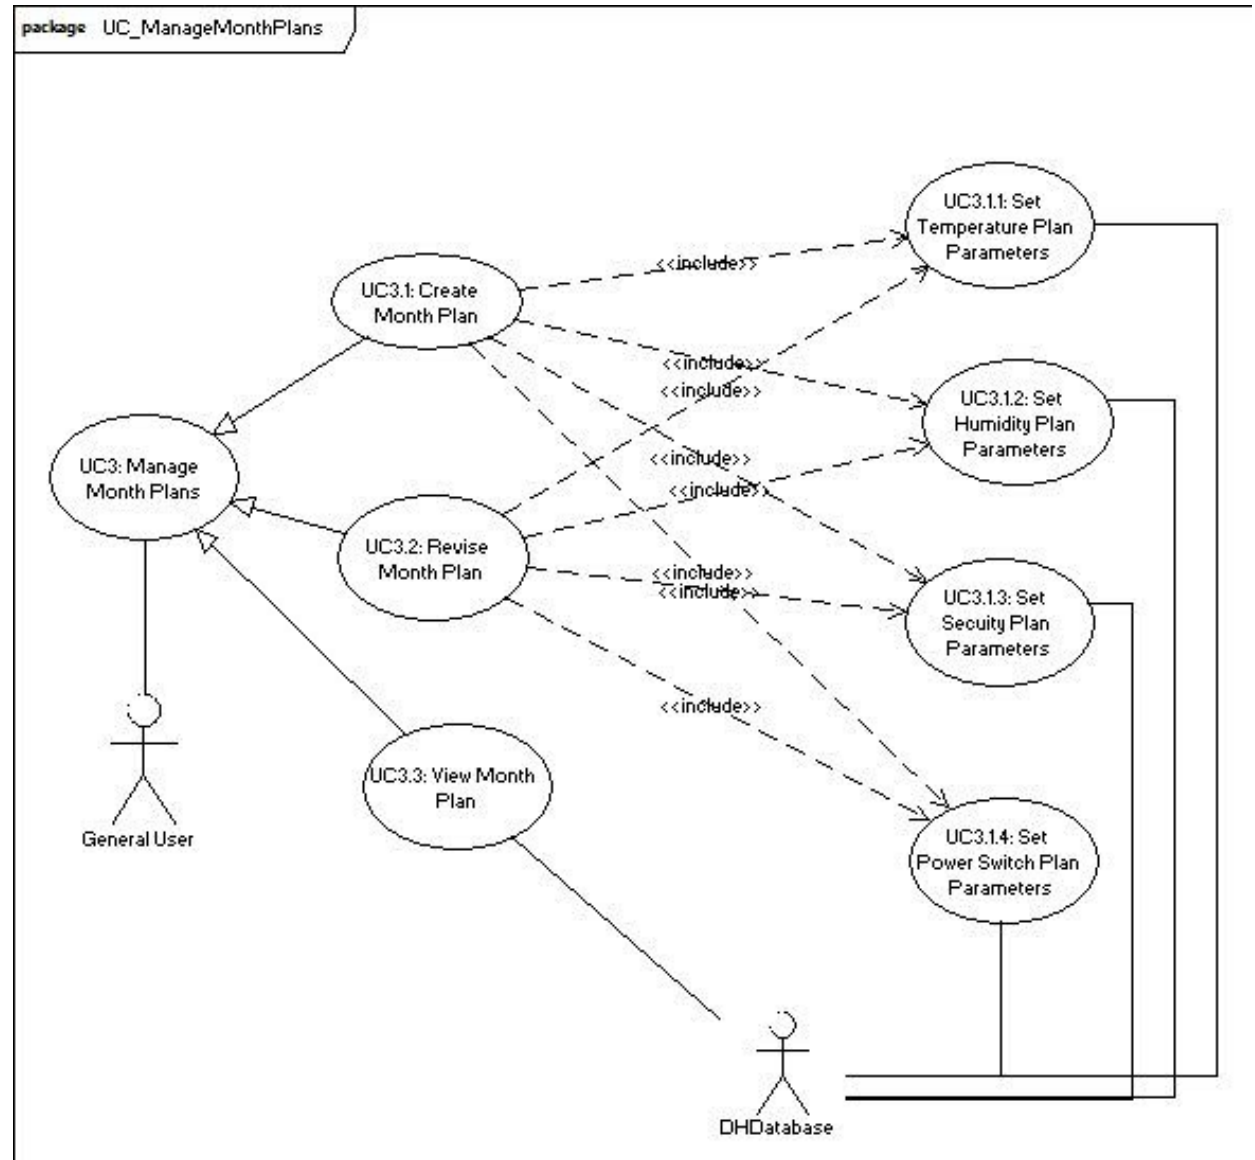 package UC_ManageMonthPlans
UC3.1.1: Set
Temperature Plan
Parameters
<<include>>
UC3.1: Create
Month Plan
<<include>>
<<include>>
UC3.1.2: Set
Humidity Plan
Parameters
UC3: Manage
Month Plans
<<include>>
<<include>>
UC3.2: Revise
Month Plan
<<include>>
<<include>>
UC3.1.3: Set
Secuity Plan
Parameters
<<include>>
UC3.3: View Month
Plan
General User
UC3.1.4: Set
Power Switch Plan
Parameters
DHDatabase